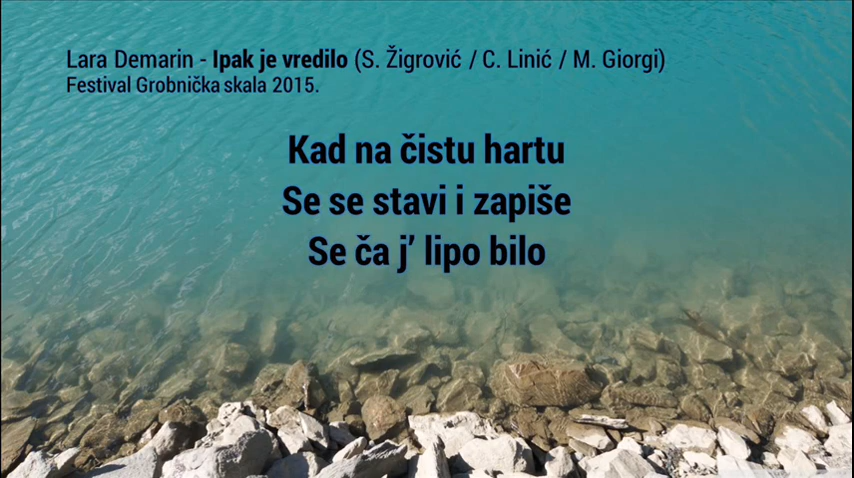 Lara Demarin - Ipak je vredilo (S. Žigrović / C. Linić / M. Giorgi)
Festival Grobnička skala 2015.
Kad na čistu hartu
Se se stavi i zapiše
Se ča j' lipo bilo